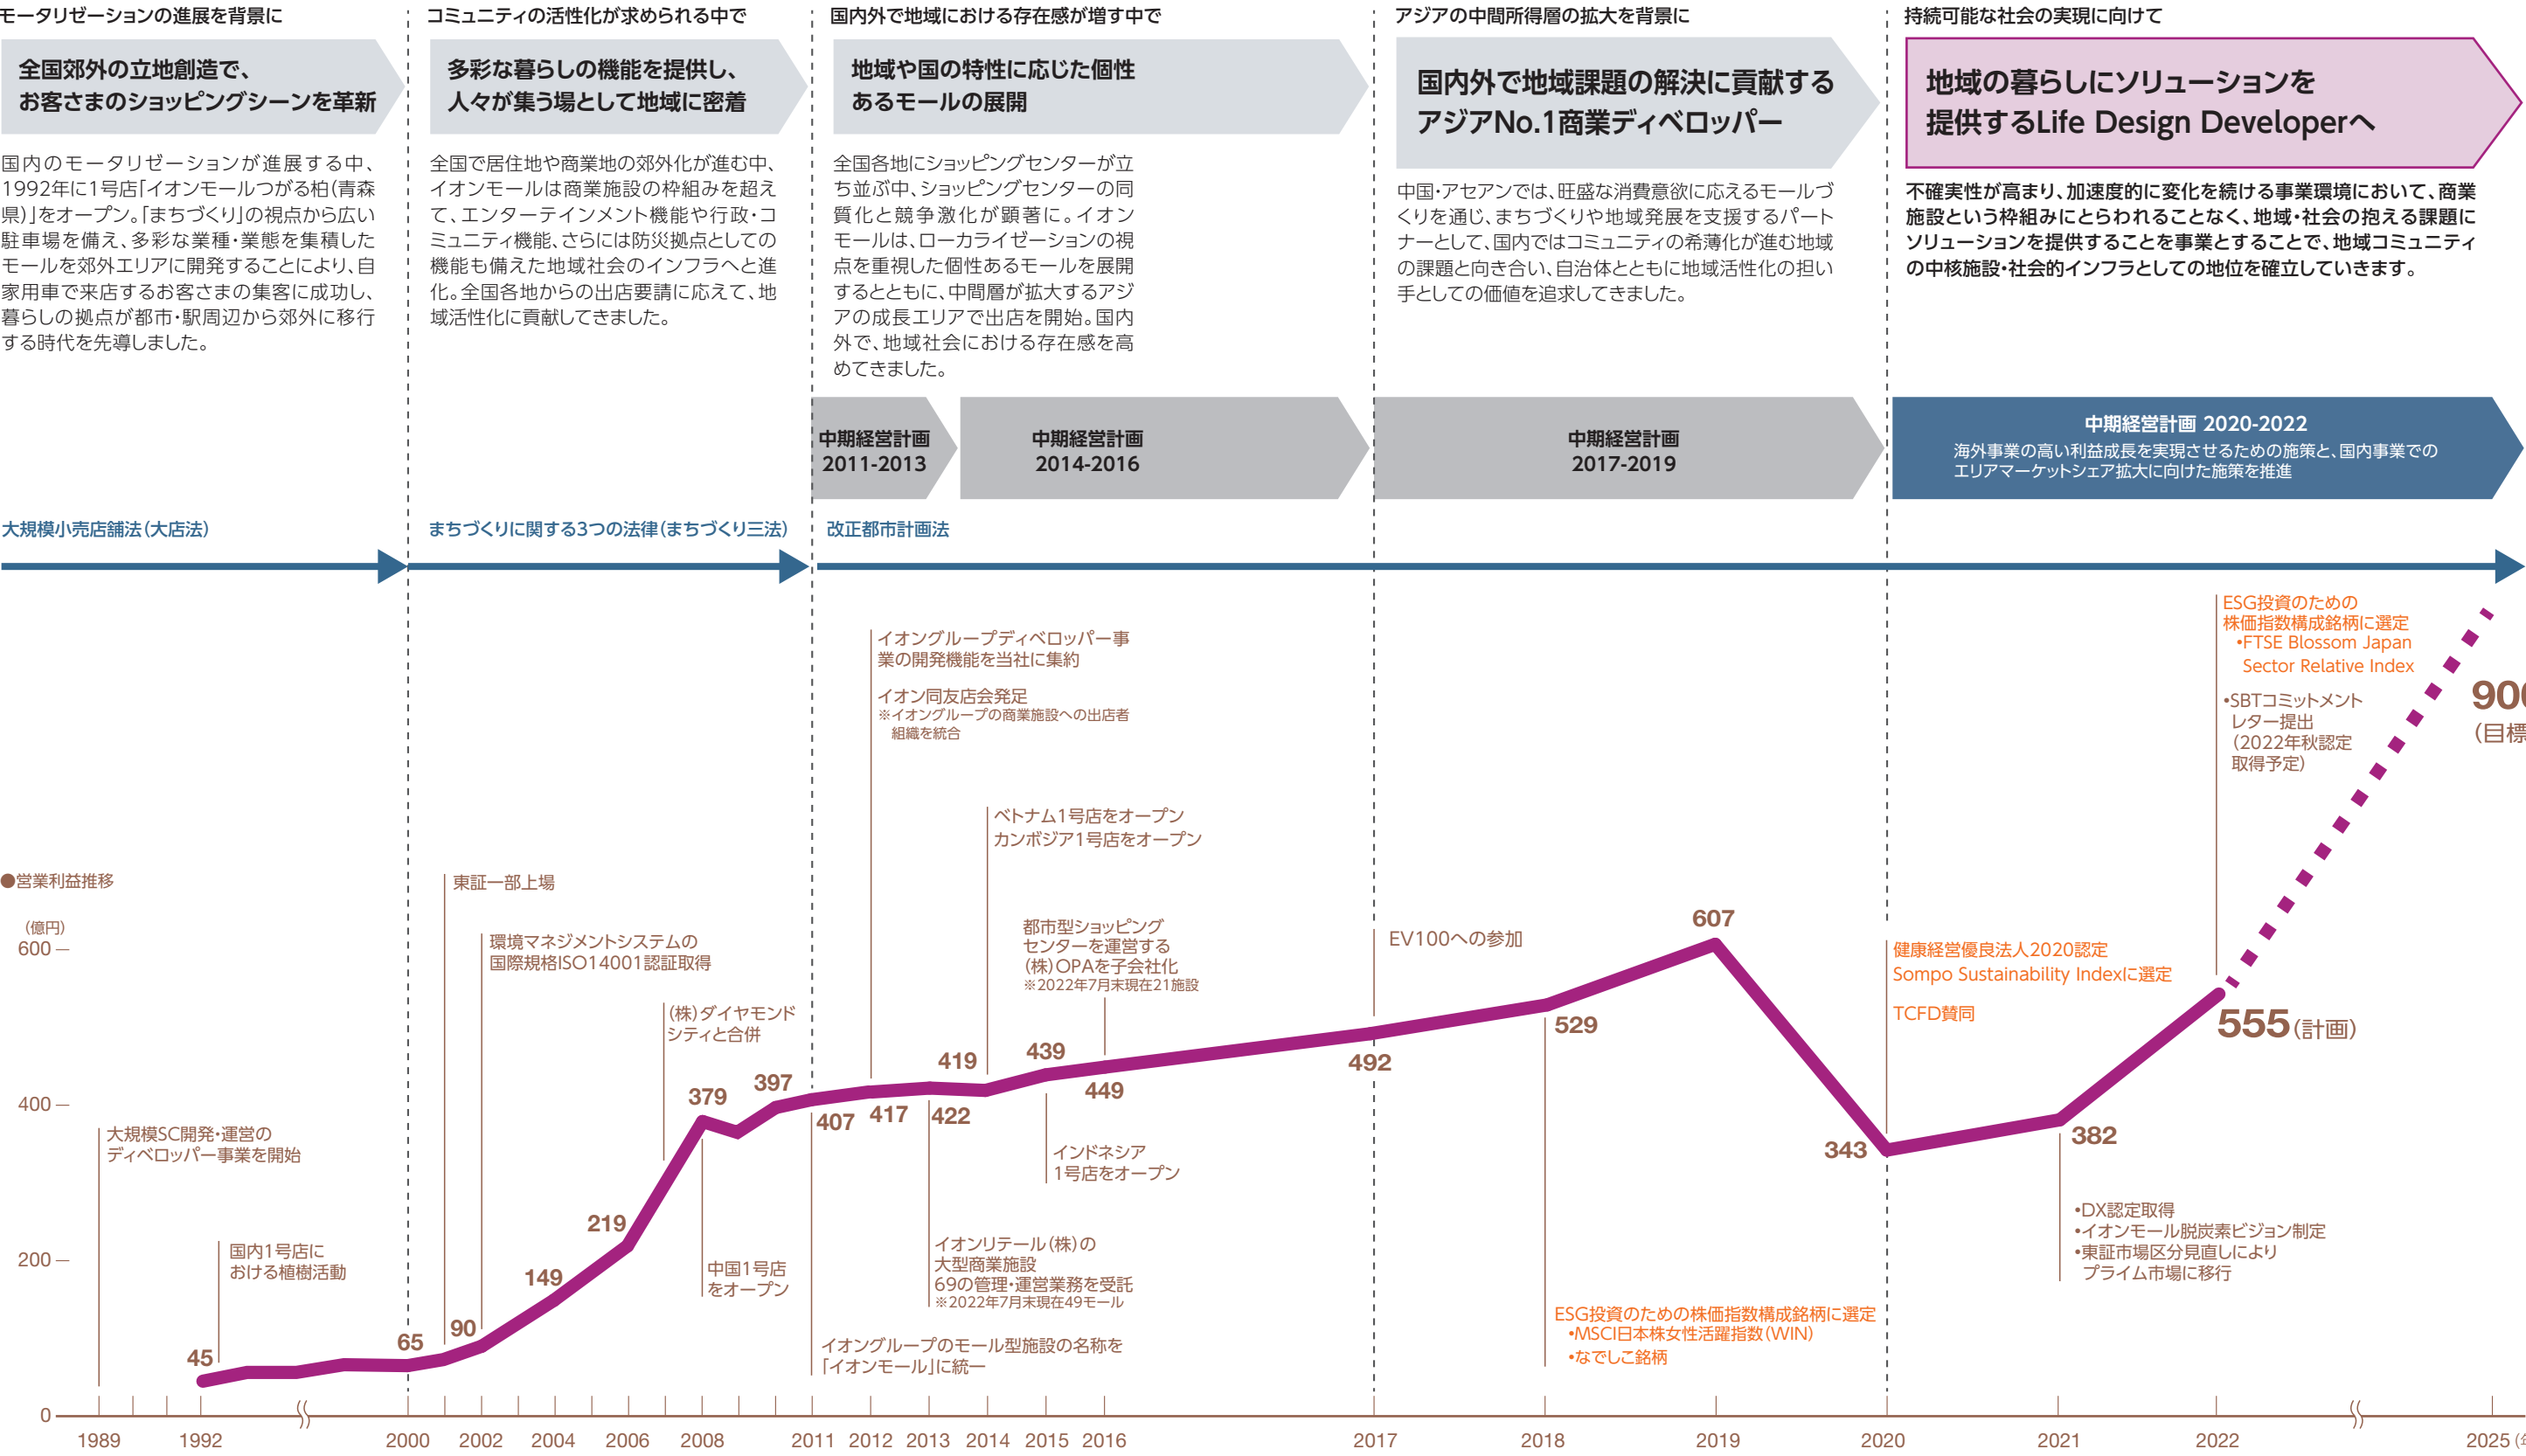 モータリゼーションの進展を背景に
全国郊外の立地創造で、
お客さまのショッピングシーンを革新
国内のモータリゼーションが進展する中、
1992年に1号店「イオンモールつがる柏(青森
県)」をオープン。「まちづくり」の視点から広い
駐車場を備え、多彩な業種・業態を集積した
モールを郊外エリアに開発することにより、自
家用車で来店するお客さまの集客に成功し、
暮らしの拠点が都市・駅周辺から郊外に移行
する時代を先導しました。
コミュニティの活性化が求められる中で
多彩な暮らしの機能を提供し、
人々が集う場として地域に密着
全国で居住地や商業地の郊外化が進む中、
イオンモールは商業施設の枠組みを超え
て、エンターテインメント機能や行政・コ
ミュニティ機能、さらには防災拠点としての
機能も備えた地域社会のインフラへと進
化。全国各地からの出店要請に応えて、地
域活性化に貢献してきました。
国内外で地域における存在感が増す中で
地域や国の特性に応じた個性
あるモールの展開
全国各地にショッピングセンターが立
ち並ぶ中、ショッピングセンターの同
質化と競争激化が顕著に。イオン
モールは、ローカライゼーションの視
点を重視した個性あるモールを展開
するとともに、中間層が拡大するアジ
アの成長エリアで出店を開始。国内
外で、地域社会における存在感を高
めてきました。
アジアの中間所得層の拡大を背景に
国内外で地域課題の解決に貢献する
アジアNo.1商業ディベロッパー
中国・アセアンでは、旺盛な消費意欲に応えるモールづ
くりを通じ、まちづくりや地域発展を支援するパート
ナーとして、国内ではコミュニティの希薄化が進む地域
の課題と向き合い、自治体とともに地域活性化の担い
手としての価値を追求してきました。
持続可能な社会の実現に向けて
地域の暮らしにソリューションを
提供するLife Design Developerへ
不確実性が高まり、加速度的に変化を続ける事業環境において、商業
施設という枠組みにとらわれることなく、地域・社会の抱える課題に
ソリューションを提供することを事業とすることで、地域コミュニティ
の中核施設・社会的インフラとしての地位を確立していきます。
中期経営計画
2011-2013
中期経営計画
2014-2016
中期経営計画
2017-2019
中期経営計画 2020-2022
海外事業の高い利益成長を実現させるための施策と、国内事業での
エリアマーケットシェア拡大に向けた施策を推進
大規模小売店舗法(大店法)
まちづくりに関する3つの法律(まちづくり三法)
改正都市計画法
●営業利益推移
(億円)
600
400
200
0
大規模SC開発・運営の
ディベロッパー事業を開始
国内1号店に
おける植樹活動
東証一部上場
環境マネジメントシステムの
国際規格ISO14001認証取得
(株)ダイヤモンド
シティと合併
中国1号店
をオープン
イオングループのモール型施設の名称を
「イオンモール」に統一
イオングループディベロッパー事
業の開発機能を当社に集約
イオン同友店会発足
※イオングループの商業施設への出店者
組織を統合
イオンリテール(株)の
大型商業施設
69の管理・運営業務を受託
※2022年7月末現在49モール
ベトナム1号店をオープン
カンボジア1号店をオープン
インドネシア
1号店をオープン
都市型ショッピング
センターを運営する
(株)OPAを子会社化
※2022年7月末現在21施設
EV100への参加
ESG投資のための株価指数構成銘柄に選定
•MSCI日本株女性活躍指数(WIN)
•なでしこ銘柄
健康経営優良法人2020認定
Sompo Sustainability Indexに選定
TCFD賛同
•DX認定取得
•イオンモール脱炭素ビジョン制定
•東証市場区分見直しにより
プライム市場に移行
ESG投資のための
株価指数構成銘柄に選定
•FTSE Blossom Japan
Sector Relative Index
•SBTコミットメント
レター提出
(2022年秋認定
取得予定)
45
65
90
149
219
379
397
407
417
422
419
439
449
492
529
607
343
382
555(計画)
(目標
1989
1992
2000
2002
2004
2006
2008
2011
2012
2013
2014
2015
2016
2017
2018
2019
2020
2021
2022
2025